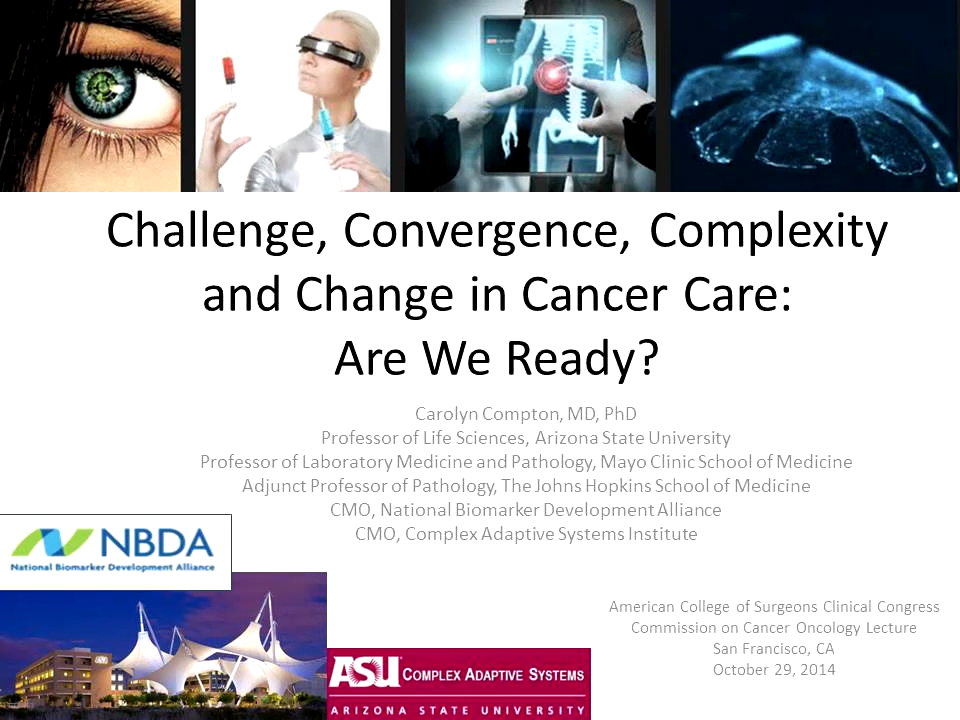 Challenge, Convergence, Complexity
and Change in Cancer Care:
Are We Ready?
Carolyn Compton, MD, PhD
Professor of Life Sciences, Arizona State University
Professor of Laboratory Medicine and Pathology, Mayo Clinic School of Medicine
Adjunct Professor of Pathology, The Johns Hopkins School of Medicine
CMO, National Biomarker Development Alliance
CMO, Complex Adaptive Systems Institute
NBDA
National Biomarker Development Alliance
American College of Surgeons Clinical Congress
Commission on Cancer Oncology Lecture
San Francisco, CA
October 29, 2014
ASU COMPLEX ADAPTIVE SYSTEMS
ARIZONA STATE UNIVERSITY